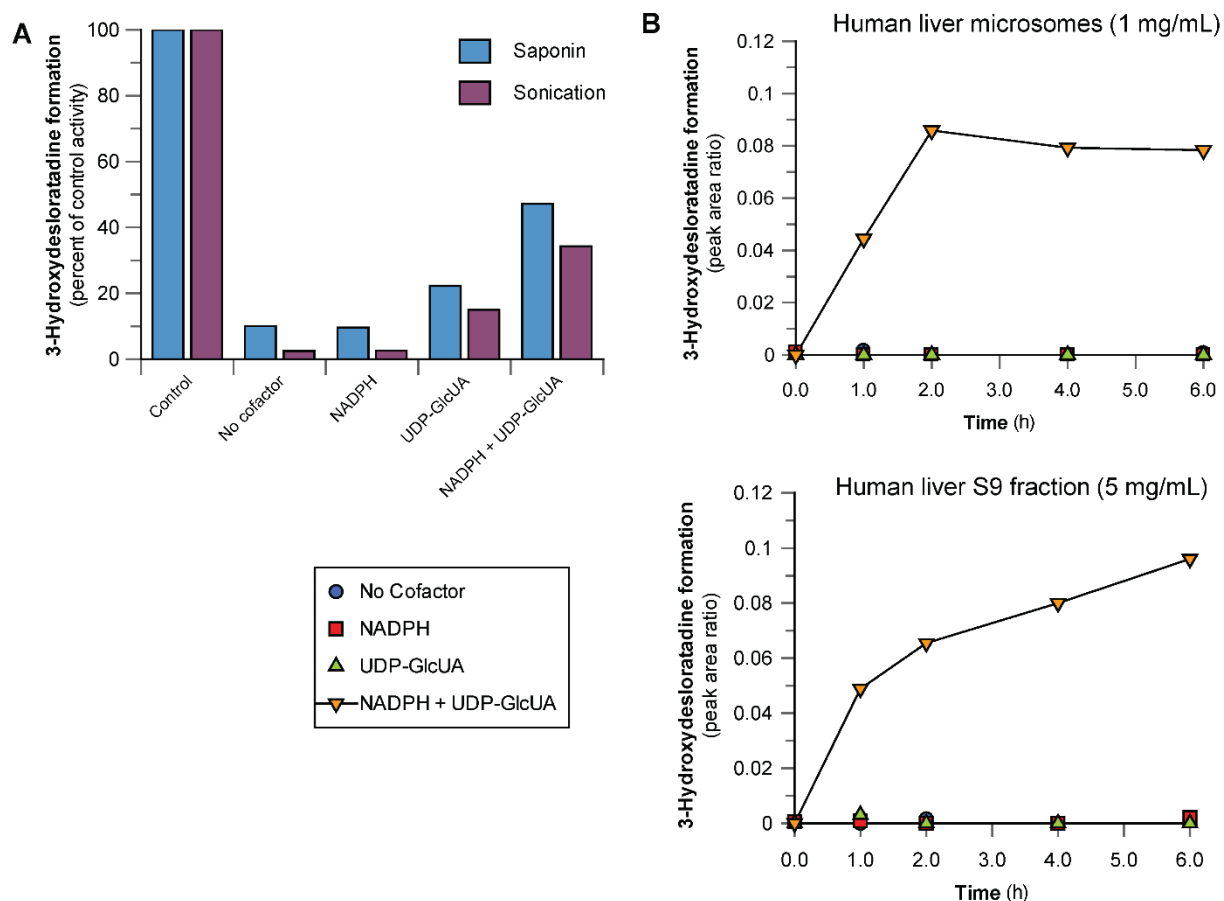 A
3-Hydroxydesloratadine formation
(percent of control activity)
100
80
60
40
20
0
Saponin
Sonication
Control
No cofactor
NADPH
UDP-GlcUA
NADPH + UDP-GlcUA
No Cofactor
NADPH
UDP-GlcUA
NADPH + UDP-GlcUA
B
Human liver microsomes (1 mg/mL)
3-Hydroxydesloratadine formation
(peak area ratio)
0.12
0.1
0.08
0.06
0.04
0.02
0
0.0 1.0 2.0 3.0 4.0 5.0 6.0
Time (h)
Human liver S9 fraction (5 mg/mL)
3-Hydroxydesloratadine formation
(peak area ratio)
0.12
0.1
0.08
0.06
0.04
0.02
0
0.0 1.0 2.0 3.0 4.0 5.0 6.0
Time (h)